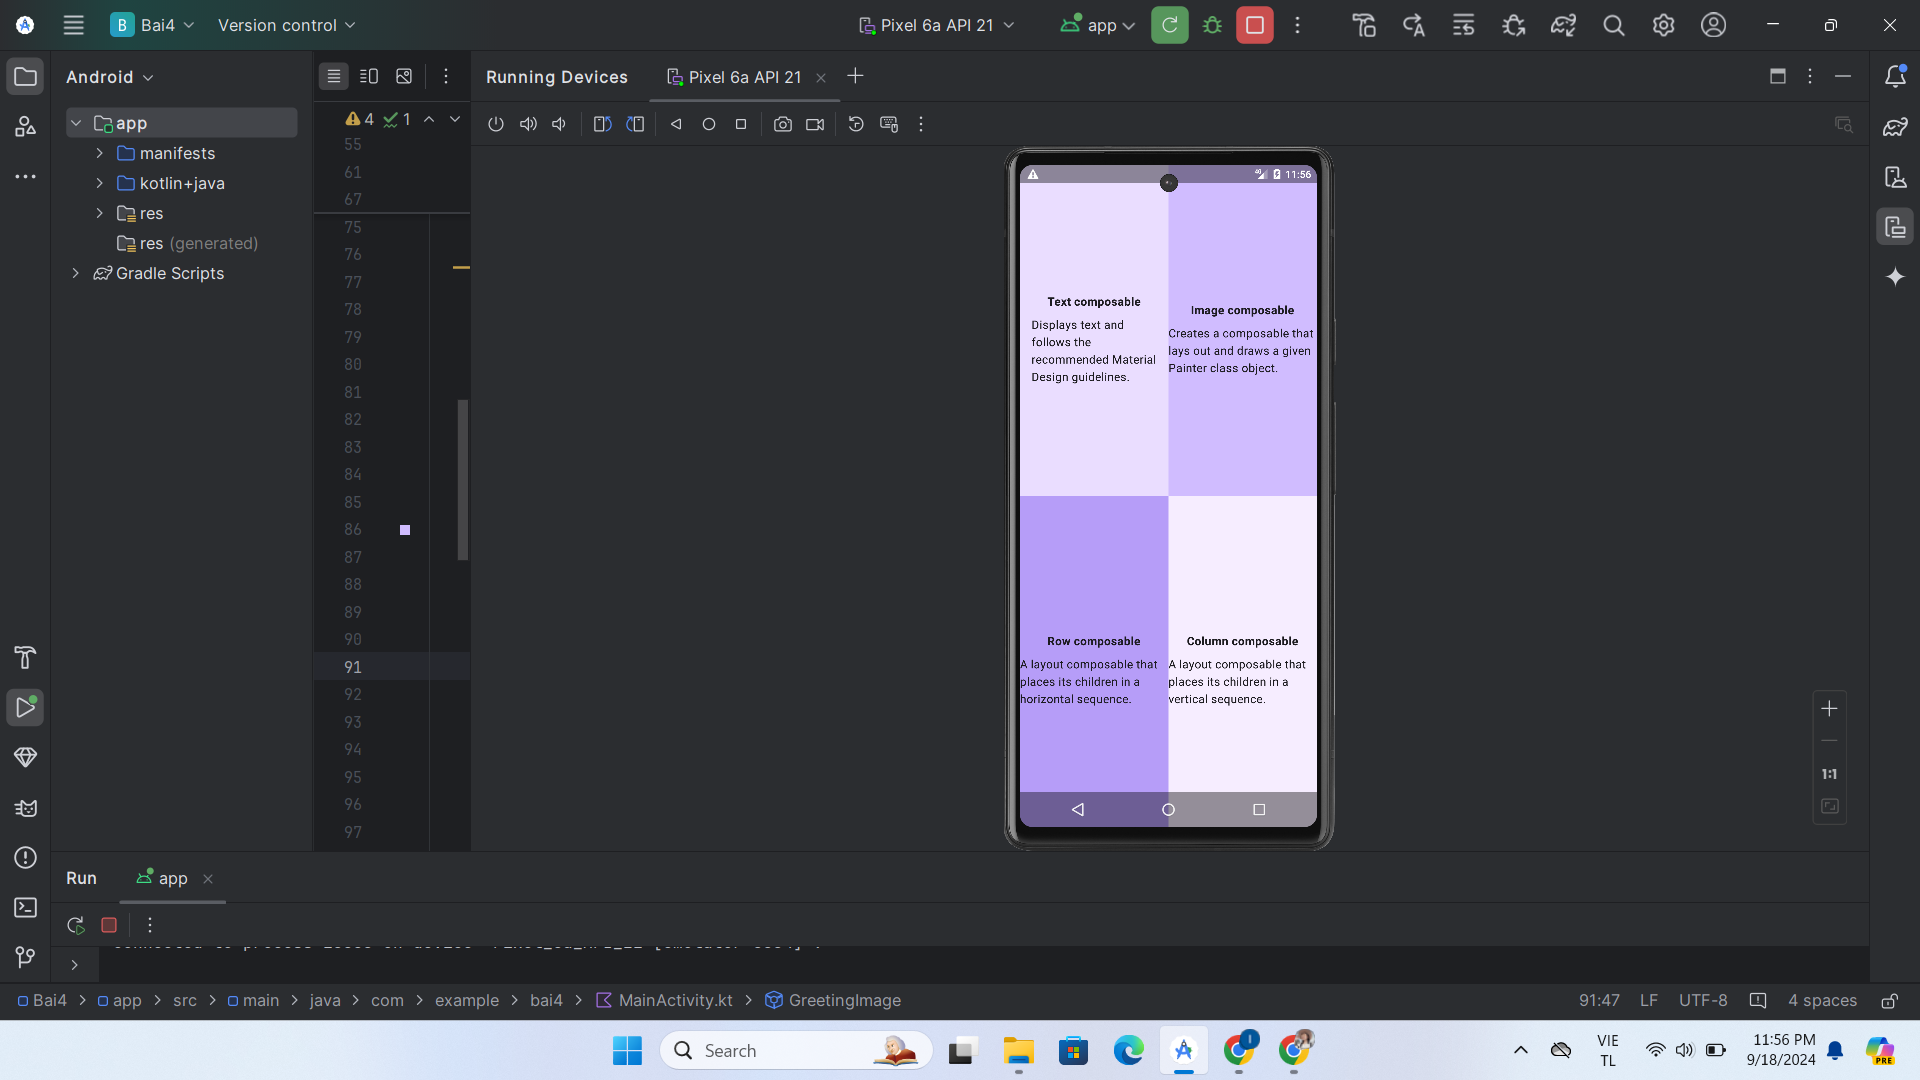 B Bai4
Version control
Pixel 6a API 21
app
Android
app
manifests
kotlin+java
res
res (generated)
Gradle Scripts
4 1
55
61
67
75
76
77
78
79
80
81
82
83
84
85
86
87
88
89
90
91
92
93
94
95
96
97
Running Devices
Pixel 6a API 21
11:56
Text composable
Displays text and
follows the
recommended Material
Design guidelines.
Image composable
Creates a composable that
lays out and draws a given
Painter class object.
Row composable
A layout composable that
places its children in a
horizontal sequence.
Column composable
A layout composable that
places its children in a
vertical sequence.
1:1
Run
app
Bai4 > app > src > main > java > com > example > bai4 > MainActivity.kt > GreetingImage
91:47 LF UTF-8 4 spaces
Search
VIE
TL
11:56 PM
9/18/2024
PRE